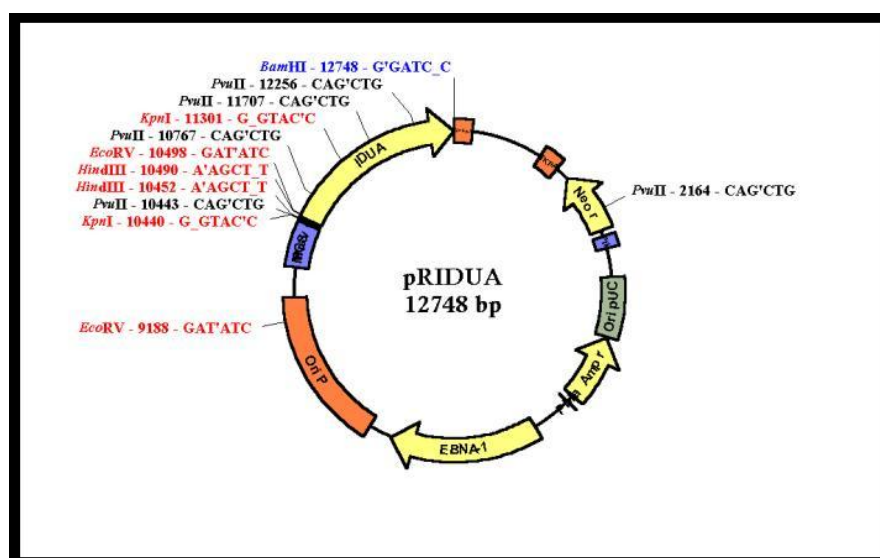 BamHI - 12748 - G'GATC_C
PvuII - 12256 - CAG'CTG
PvuII - 11707 - CAG'CTG
KpnI - 11301 - G_GTAC'C
PvuII - 10767 - CAG'CTG
EcoRV - 10498 - GAT'ATC
HindIII - 10490 - A'AGCT_T
HindIII - 10452 - A'AGCT_T
PvuII - 10443 - CAG'CTG
KpnI - 10440 - G_GTAC'C
IDUA
Neo r
PvuII - 2164 - CAG'CTG
pRIDUA
12748 bp
Ori pUC
EcoRV - 9188 - GAT'ATC
Ori P
Amp r
EBNA-1